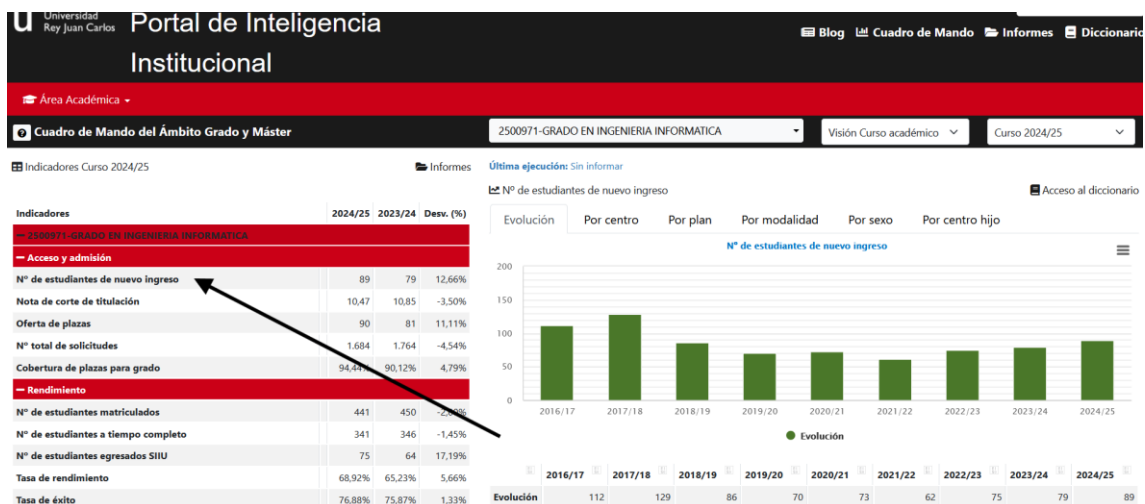 u Universidad
Rey Juan Carlos
Portal de Inteligencia
Institucional
Blog Cuadro de Mando Informes Diccionario
Área Académica
Cuadro de Mando del Ámbito Grado y Máster
2500971-GRADO EN INGENIERIA INFORMATICA
Visión Curso académico
Curso 2024/25
Indicadores Curso 2024/25
Informes
Última ejecución: Sin informar
Nº de estudiantes de nuevo ingreso
Acceso al diccionario
Indicadores 2024/25 2023/24 Desv. (%)
− 2500971-GRADO EN INGENIERIA INFORMATICA
− Acceso y admisión
Nº de estudiantes de nuevo ingreso 89 79 12,66%
Nota de corte de titulación 10,47 10,85 -3,50%
Oferta de plazas 90 81 11,11%
Nº total de solicitudes 1.684 1.764 -4,54%
Cobertura de plazas para grado 94,44% 90,12% 4,79%
− Rendimiento
Nº de estudiantes matriculados 441 450
Nº de estudiantes a tiempo completo 341 346 -1,45%
Nº de estudiantes egresados SIIU 75 64 17,19%
Tasa de rendimiento 68,92% 65,23% 5,66%
Tasa de éxito 76,88% 75,87% 1,33%
Evolución Por centro Por plan Por modalidad Por sexo Por centro hijo
Nº de estudiantes de nuevo ingreso
200
150
100
50
0
2016/17 2017/18 2018/19 2019/20 2020/21 2021/22 2022/23 2023/24 2024/25
Evolución
2016/17 2017/18 2018/19 2019/20 2020/21 2021/22 2022/23 2023/24 2024/25
Evolución 112 129 86 70 73 62 75 79 89